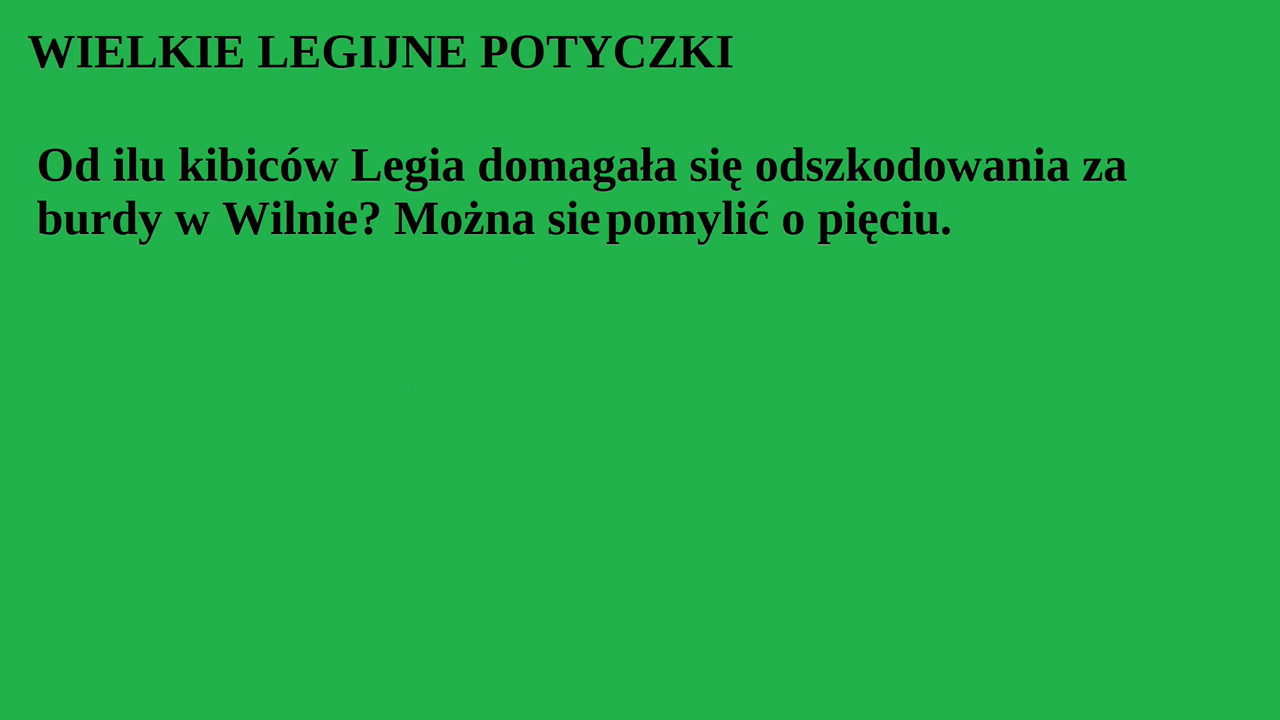 WIELKIE LEGIJNE POTYCZKI
Od ilu kibiców Legia domagała się odszkodowania za
burdy w Wilnie? Można sie pomylić o pięciu.